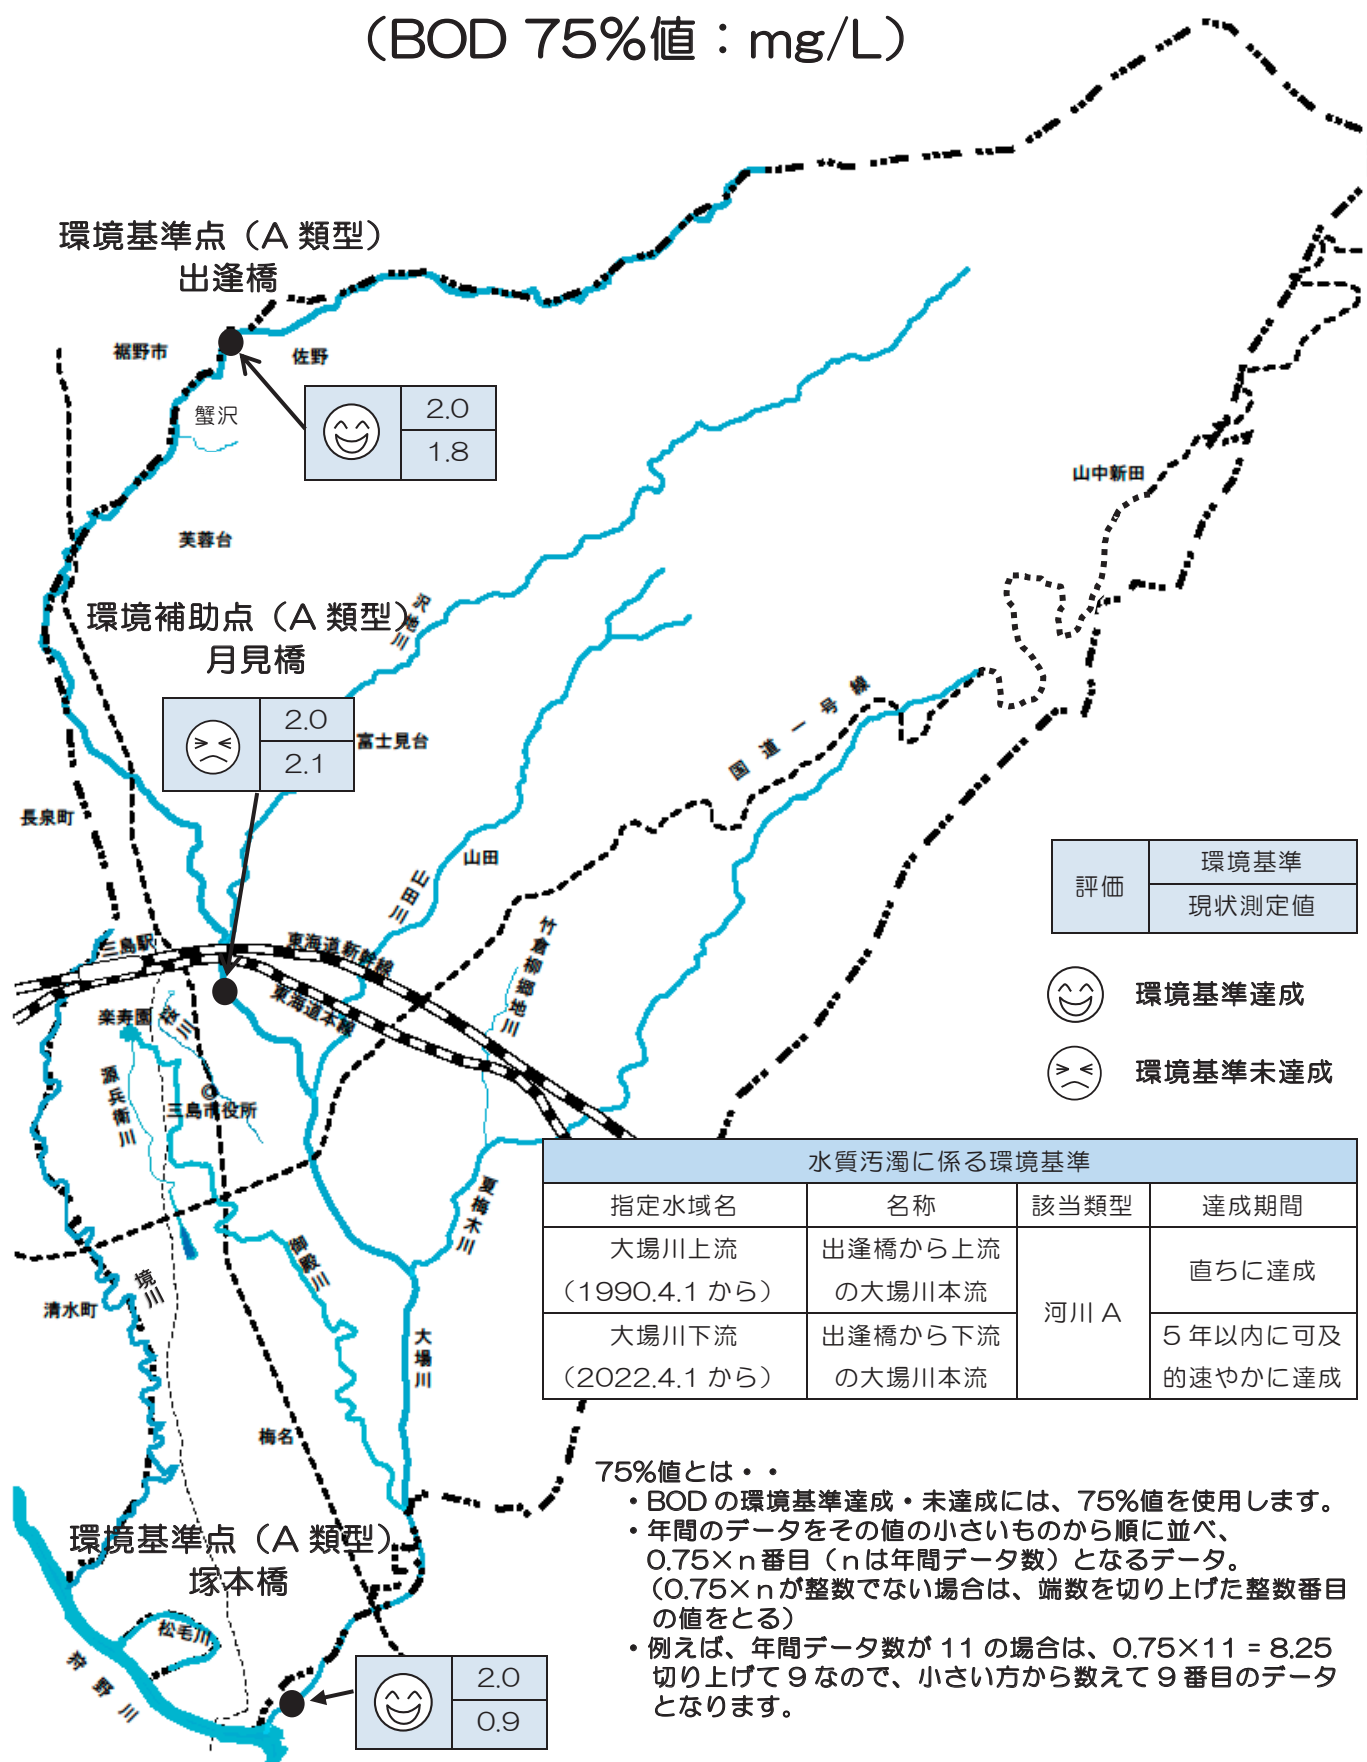 （BOD 75%値：mg/L）
環境基準点（A 類型）
出逢橋
裾野市
佐野
蟹沢
2.0
1.8
山中新田
芙蓉台
沢地川
環境補助点（A 類型）
月見橋
2.0
2.1
富士見台
国道一号線
長泉町
山田
山田川
評価
環境基準
現状測定値
竹倉柳郷地川
三島駅
東海道新幹線
東海道本線
環境基準達成
楽寿園
桜川
源兵衛川
三島市役所
環境基準未達成
水質汚濁に係る環境基準
指定水域名 名称 該当類型 達成期間
大場川上流 出逢橋から上流
（1990.4.1 から） の大場川本流
直ちに達成
河川 A
大場川下流 出逢橋から下流 5 年以内に可及
（2022.4.1 から） の大場川本流 的速やかに達成
夏梅木川
御殿川
境川
清水町
大場川
梅名
75%値とは・・
・BOD の環境基準達成・未達成には、75%値を使用します。
・年間のデータをその値の小さいものから順に並べ、
0.75×n 番目（n は年間データ数）となるデータ。
（0.75×n が整数でない場合は、端数を切り上げた整数番目
の値をとる）
・例えば、年間データ数が 11 の場合は、0.75×11 = 8.25
切り上げて 9 なので、小さい方から数えて 9 番目のデータ
となります。
環境基準点（A 類型）
塚本橋
松毛川
狩野川
2.0
0.9